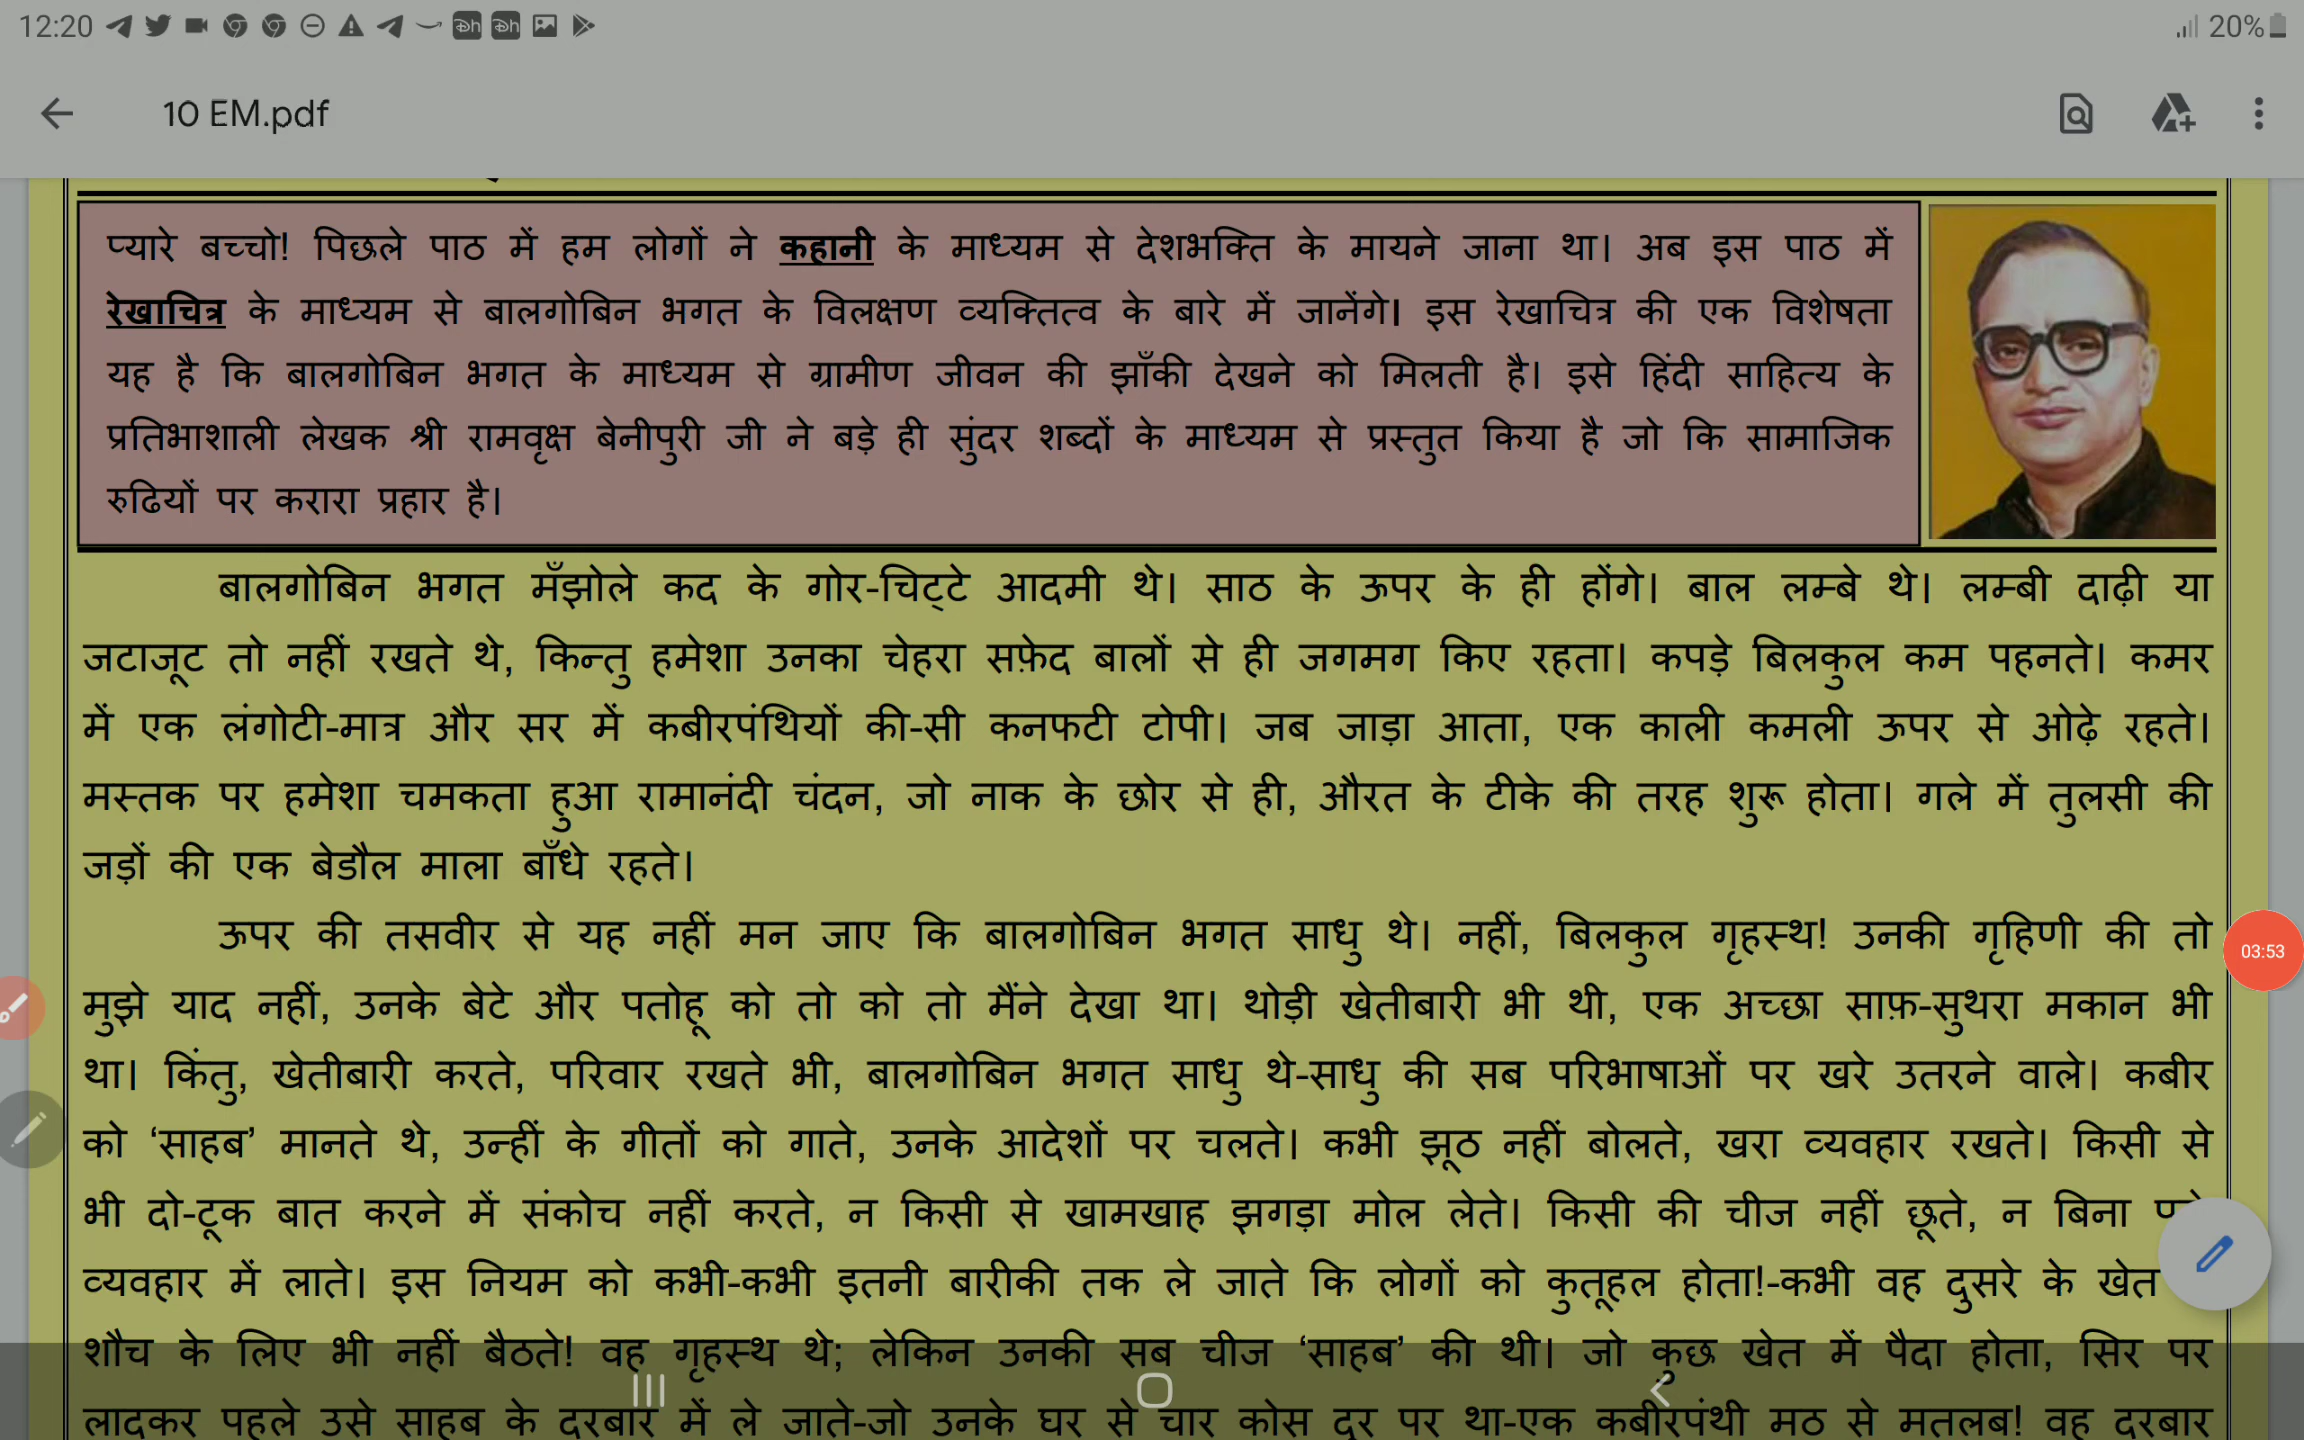 12:20
20%
10 EM.pdf
प्यारे बच्चो! पिछले पाठ में हम लोगों ने कहानी के माध्यम से देशभक्ति के मायने जाना था। अब इस पाठ में
रेखाचित्र के माध्यम से बालगोबिन भगत के विलक्षण व्यक्तित्व के बारे में जानेंगे। इस रेखाचित्र की एक विशेषता
यह है कि बालगोबिन भगत के माध्यम से ग्रामीण जीवन की झाँकी देखने को मिलती है। इसे हिंदी साहित्य के
प्रतिभाशाली लेखक श्री रामवृक्ष बेनीपुरी जी ने बड़े ही सुंदर शब्दों के माध्यम से प्रस्तुत किया है जो कि सामाजिक
रुढियों पर करारा प्रहार है।
बालगोबिन भगत मँझोले कद के गोर-चिट्टे आदमी थे। साठ के ऊपर के ही होंगे। बाल लम्बे थे। लम्बी दाढ़ी या
जटाजूट तो नहीं रखते थे, किन्तु हमेशा उनका चेहरा सफ़ेद बालों से ही जगमग किए रहता। कपड़े बिलकुल कम पहनते। कमर
में एक लंगोटी-मात्र और सर में कबीरपंथियों की-सी कनफटी टोपी। जब जाड़ा आता, एक काली कमली ऊपर से ओढ़े रहते।
मस्तक पर हमेशा चमकता हुआ रामानंदी चंदन, जो नाक के छोर से ही, औरत के टीके की तरह शुरू होता। गले में तुलसी की
जड़ों की एक बेडौल माला बाँधे रहते।
ऊपर की तसवीर से यह नहीं मन जाए कि बालगोबिन भगत साधु थे। नहीं, बिलकुल गृहस्थ! उनकी गृहिणी की तो
मुझे याद नहीं, उनके बेटे और पतोहू को तो को तो मैंने देखा था। थोड़ी खेतीबारी भी थी, एक अच्छा साफ़-सुथरा मकान भी
था। किंतु, खेतीबारी करते, परिवार रखते भी, बालगोबिन भगत साधु थे-साधु की सब परिभाषाओं पर खरे उतरने वाले। कबीर
को ‘साहब’ मानते थे, उन्हीं के गीतों को गाते, उनके आदेशों पर चलते। कभी झूठ नहीं बोलते, खरा व्यवहार रखते। किसी से
भी दो-टूक बात करने में संकोच नहीं करते, न किसी से खामखाह झगड़ा मोल लेते। किसी की चीज नहीं छूते, न बिना
व्यवहार में लाते। इस नियम को कभी-कभी इतनी बारीकी तक ले जाते कि लोगों को कुतूहल होता!-कभी वह दुसरे के खेत
शौच के लिए भी नहीं बैठते! वह गृहस्थ थे; लेकिन उनकी सब चीज ‘साहब’ की थी। जो कुछ खेत में पैदा होता, सिर पर
लादकर पहले उसे साहब के दरबार में ले जाते-जो उनके घर से चार कोस दूर पर था-एक कबीरपंथी मठ से मतलब! वह दरबार
03:53